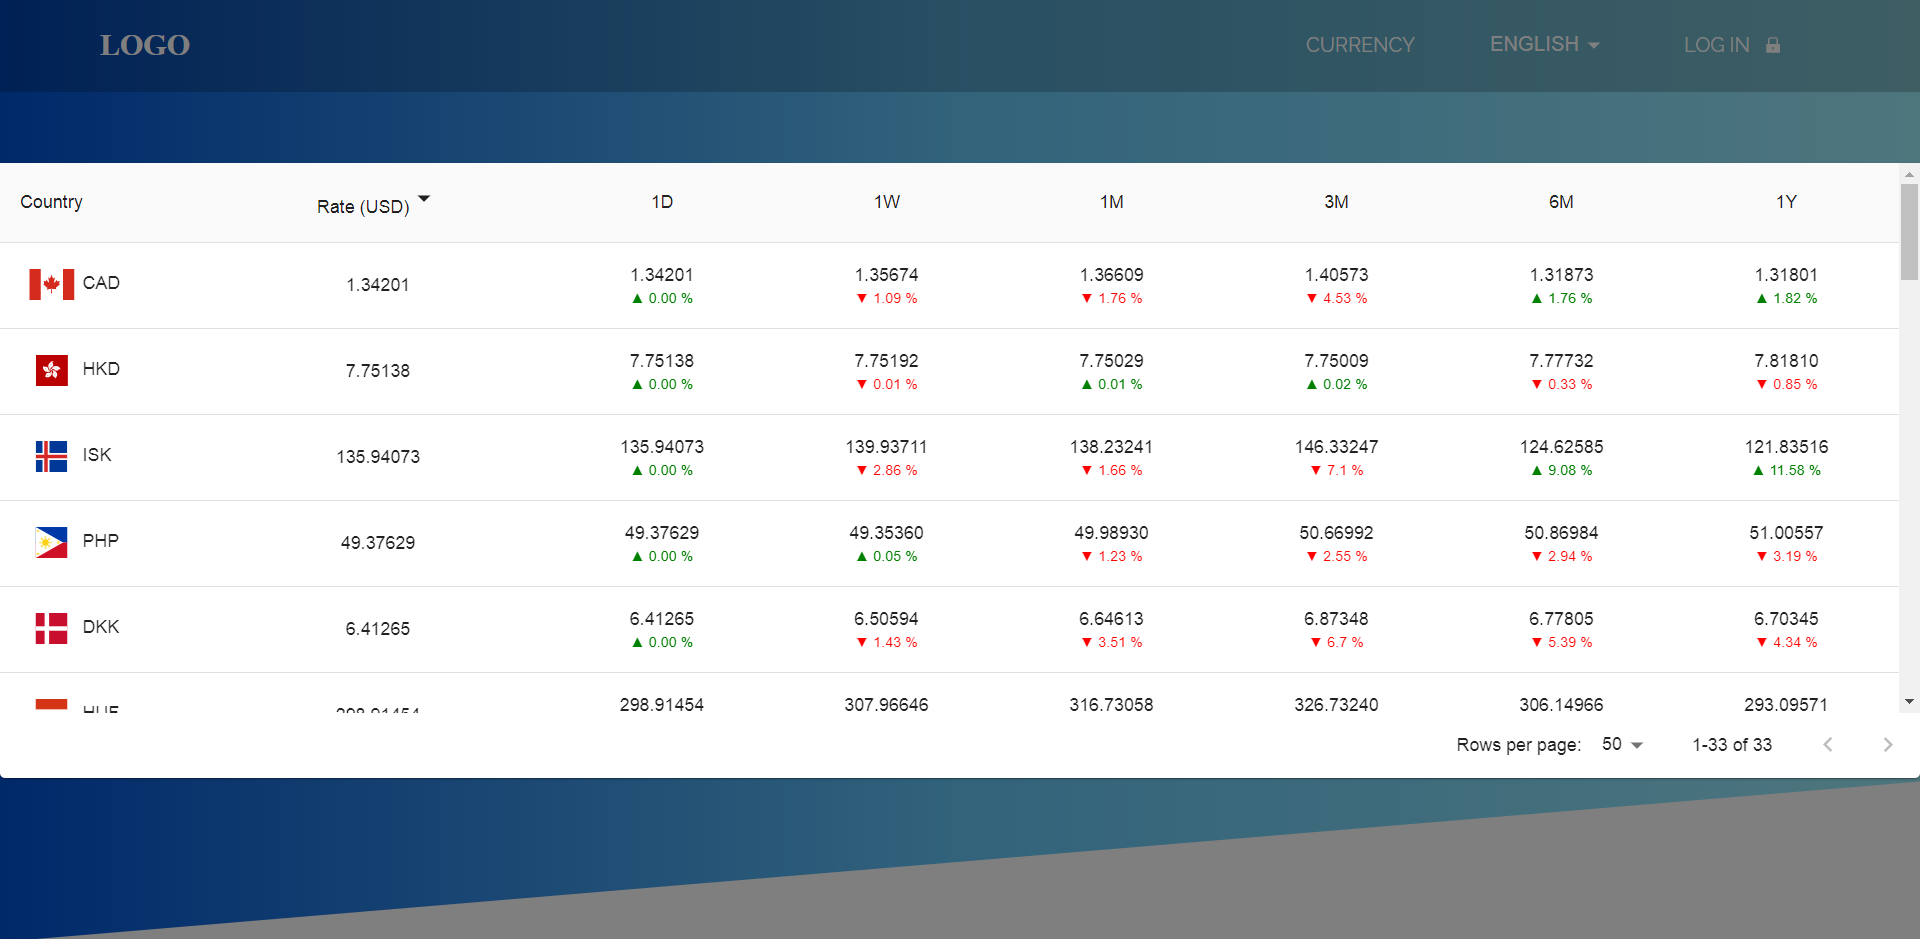 LOGO CURRENCY ENGLISH LOG IN
Country Rate (USD) 1D 1W 1M 3M 6M 1Y
CAD 1.34201 1.34201 1.35674 1.36609 1.40573 1.31873 1.31801
▲ 0.00 % ▼ 1.09 % ▼ 1.76 % ▼ 4.53 % ▲ 1.76 % ▲ 1.82 %
HKD 7.75138 7.75138 7.75192 7.75029 7.75009 7.77732 7.81810
▲ 0.00 % ▼ 0.01 % ▲ 0.01 % ▲ 0.02 % ▼ 0.33 % ▼ 0.85 %
ISK 135.94073 135.94073 139.93711 138.23241 146.33247 124.62585 121.83516
▲ 0.00 % ▼ 2.86 % ▼ 1.66 % ▼ 7.1 % ▲ 9.08 % ▲ 11.58 %
PHP 49.37629 49.37629 49.35360 49.98930 50.66992 50.86984 51.00557
▲ 0.00 % ▲ 0.05 % ▼ 1.23 % ▼ 2.55 % ▼ 2.94 % ▼ 3.19 %
DKK 6.41265 6.41265 6.50594 6.64613 6.87348 6.77805 6.70345
▲ 0.00 % ▼ 1.43 % ▼ 3.51 % ▼ 6.7 % ▼ 5.39 % ▼ 4.34 %
HUF 298.91454 298.91454 307.96646 316.73058 326.73240 306.14966 293.09571
Rows per page: 50 1-33 of 33